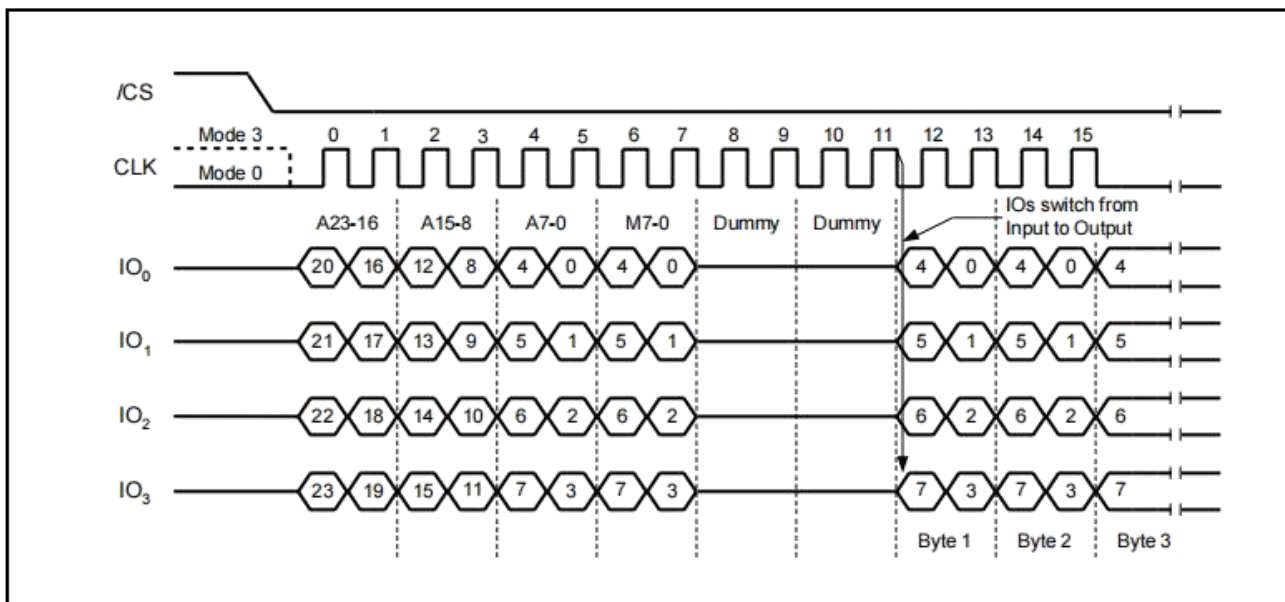 /CS
Mode 3 0 1 2 3 4 5 6 7 8 9 10 11 12 13 14 15
CLK Mode 0
A23-16 A15-8 A7-0 M7-0 Dummy Dummy IOs switch from
Input to Output
IO0 20 16 12 8 4 0 4 0 4 0 4 0 4
IO1 21 17 13 9 5 1 5 1 5 1 5 1 5
IO2 22 18 14 10 6 2 6 2 6 2 6 2 6
IO3 23 19 15 11 7 3 7 3 7 3 7 3 7
Byte 1 Byte 2 Byte 3